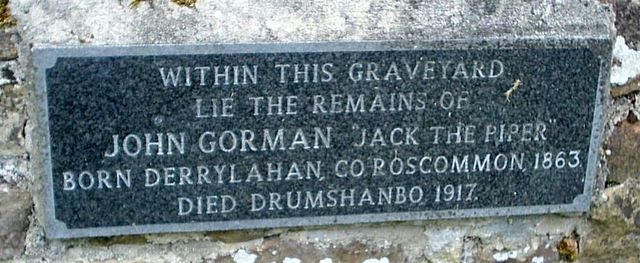 WITHIN THIS GRAVEYARD
LIE THE REMAINS OF
JOHN GORMAN "JACK THE PIPER"
BORN DERRYLAHAN, CO ROSCOMMON, 1863,
DIED DRUMSHANBO, 1917.